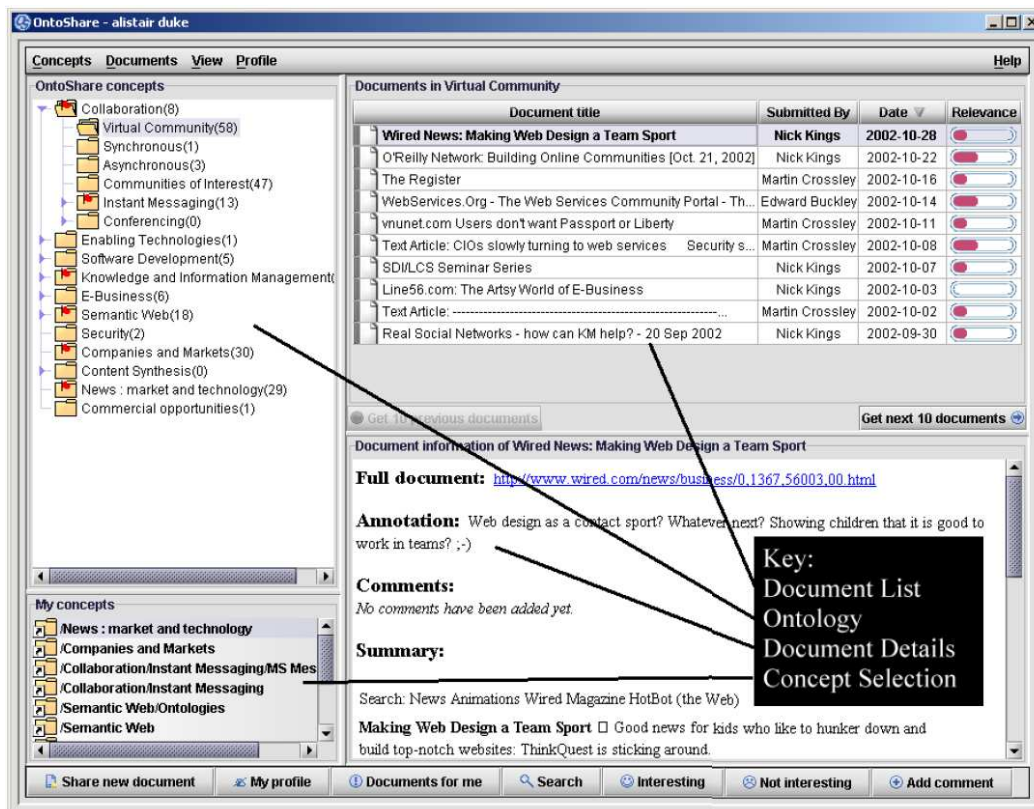 OntoShare - alistair duke
Concepts Documents View Profile Help
OntoShare concepts
Collaboration(8)
Virtual Community(58)
Synchronous(1)
Asynchronous(3)
Communities of Interest(47)
Instant Messaging(13)
Conferencing(0)
Enabling Technologies(1)
Software Development(5)
Knowledge and Information Management(
E-Business(6)
Semantic Web(18)
Security(2)
Companies and Markets(30)
Content Synthesis(0)
News : market and technology(29)
Commercial opportunities(1)
My concepts
/News : market and technology
/Companies and Markets
/Collaboration/Instant Messaging/MS Mes
/Collaboration/Instant Messaging
/Semantic Web/Ontologies
/Semantic Web
Documents in Virtual Community
Document title Submitted By Date Relevance
Wired News: Making Web Design a Team Sport Nick Kings 2002-10-28
O'Reilly Network: Building Online Communities [Oct. 21, 2002] Nick Kings 2002-10-22
The Register Martin Crossley 2002-10-16
WebServices.Org - The Web Services Community Portal - Th... Edward Buckley 2002-10-14
vnunet.com Users don't want Passport or Liberty Martin Crossley 2002-10-11
Text Article: CIOs slowly turning to web services Security s... Martin Crossley 2002-10-08
SDI/LCS Seminar Series Nick Kings 2002-10-07
Line56.com: The Artsy World of E-Business Nick Kings 2002-10-03
Text Article: ------------------------------------------------------------... Martin Crossley 2002-10-02
Real Social Networks - how can KM help? - 20 Sep 2002 Nick Kings 2002-09-30
Get 10 previous documents Get next 10 documents
Document information of Wired News: Making Web Design a Team Sport
Full document: http://www.wired.com/news/business/0,1367,56003,00.html
Annotation: Web design as a contact sport? Whatever next? Showing children that it is good to
work in teams? ;-)
Comments:
No comments have been added yet.
Summary:
Search: News Animations Wired Magazine HotBot (the Web)
Making Web Design a Team Sport □ Good news for kids who like to hunker down and
build top-notch websites: ThinkQuest is sticking around.
Key:
Document List
Ontology
Document Details
Concept Selection
Share new document My profile Documents for me Search Interesting Not interesting Add comment